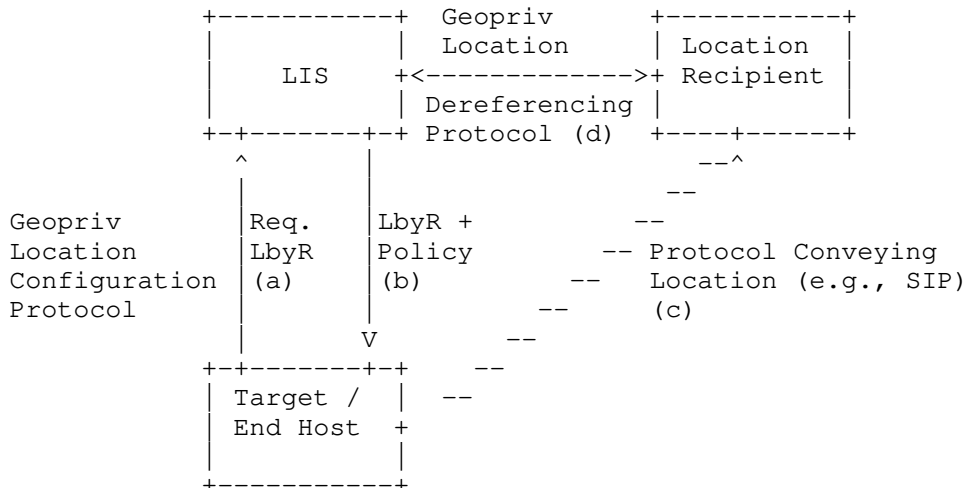 +-----------+  Geopriv       +-----------+
              |           |  Location      | Location  |
              |    LIS    +<-------------->+ Recipient |
              |           | Dereferencing  |           |
              +-+-------+-+ Protocol (d)   +----+------+
                ^       |                    --^
                |       |                  --
 Geopriv        |Req.   |LbyR +          --
 Location       |LbyR   |Policy        -- Protocol Conveying
 Configuration  |(a)    |(b)         --   Location (e.g., SIP)
 Protocol       |       |          --     (c)
                |       V        --
              +-+-------+-+    --
              | Target /  |  --
              | End Host  +
              |           |
              +-----------+